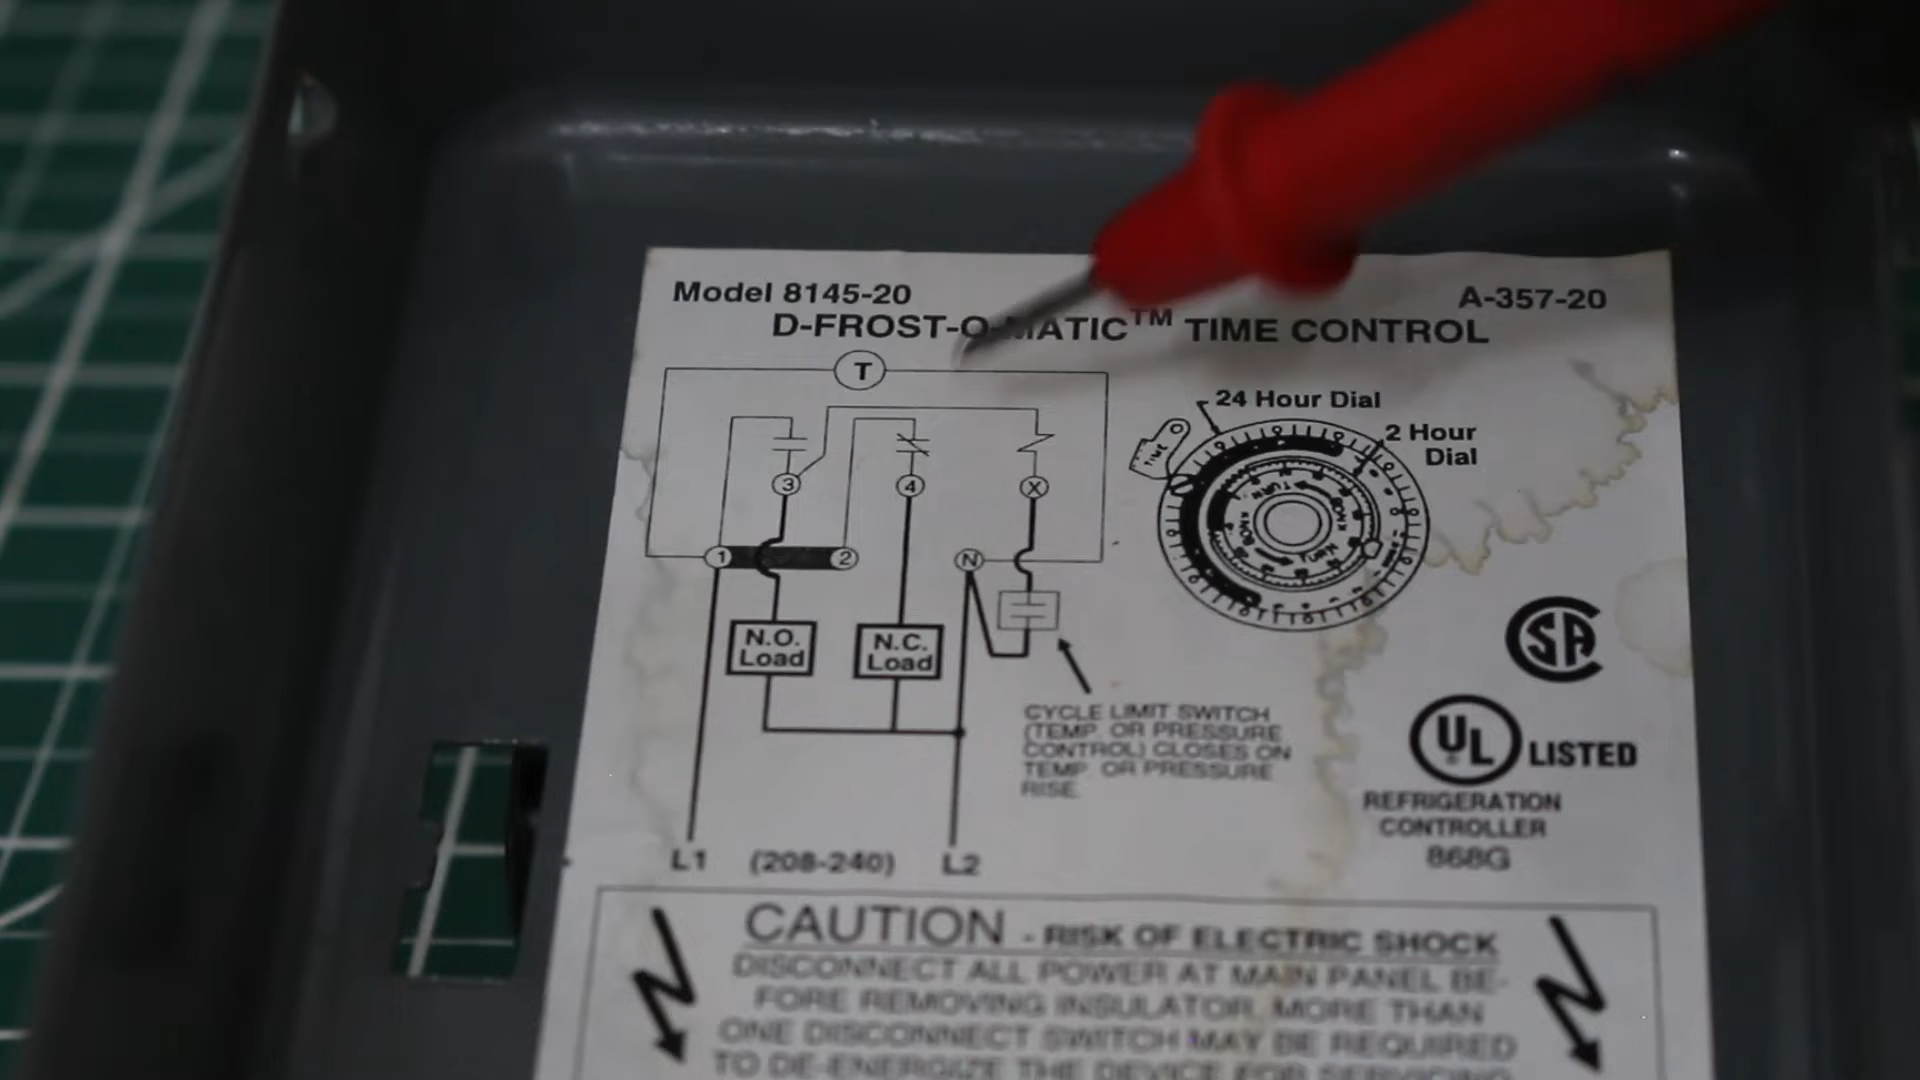 Model 8145-20
A-357-20
D-FROST-O-MATIC™ TIME CONTROL
T
24 Hour Dial
2 Hour
Dial
TIME
3
4
X
1
2
N
N.O.
Load
N.C.
Load
CYCLE LIMIT SWITCH
(TEMP. OR PRESSURE
CONTROL) CLOSES ON
TEMP. OR PRESSURE
RISE
SA
UL LISTED
REFRIGERATION
CONTROLLER
868G
L1 (208-240) L2
CAUTION - RISK OF ELECTRIC SHOCK
DISCONNECT ALL POWER AT MAIN PANEL BE-
FORE REMOVING INSULATOR. MORE THAN
ONE DISCONNECT SWITCH MAY BE REQUIRED
TO DE-ENERGIZE THE DEVICE FOR SERVICING